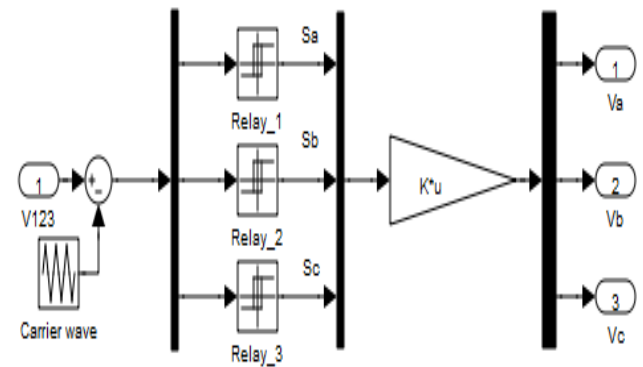 Sa
Relay_1
1
Va
Sb
1
V123
+
-
Relay_2
K*u
2
Vb
Carrier wave
Sc
Relay_3
3
Vc